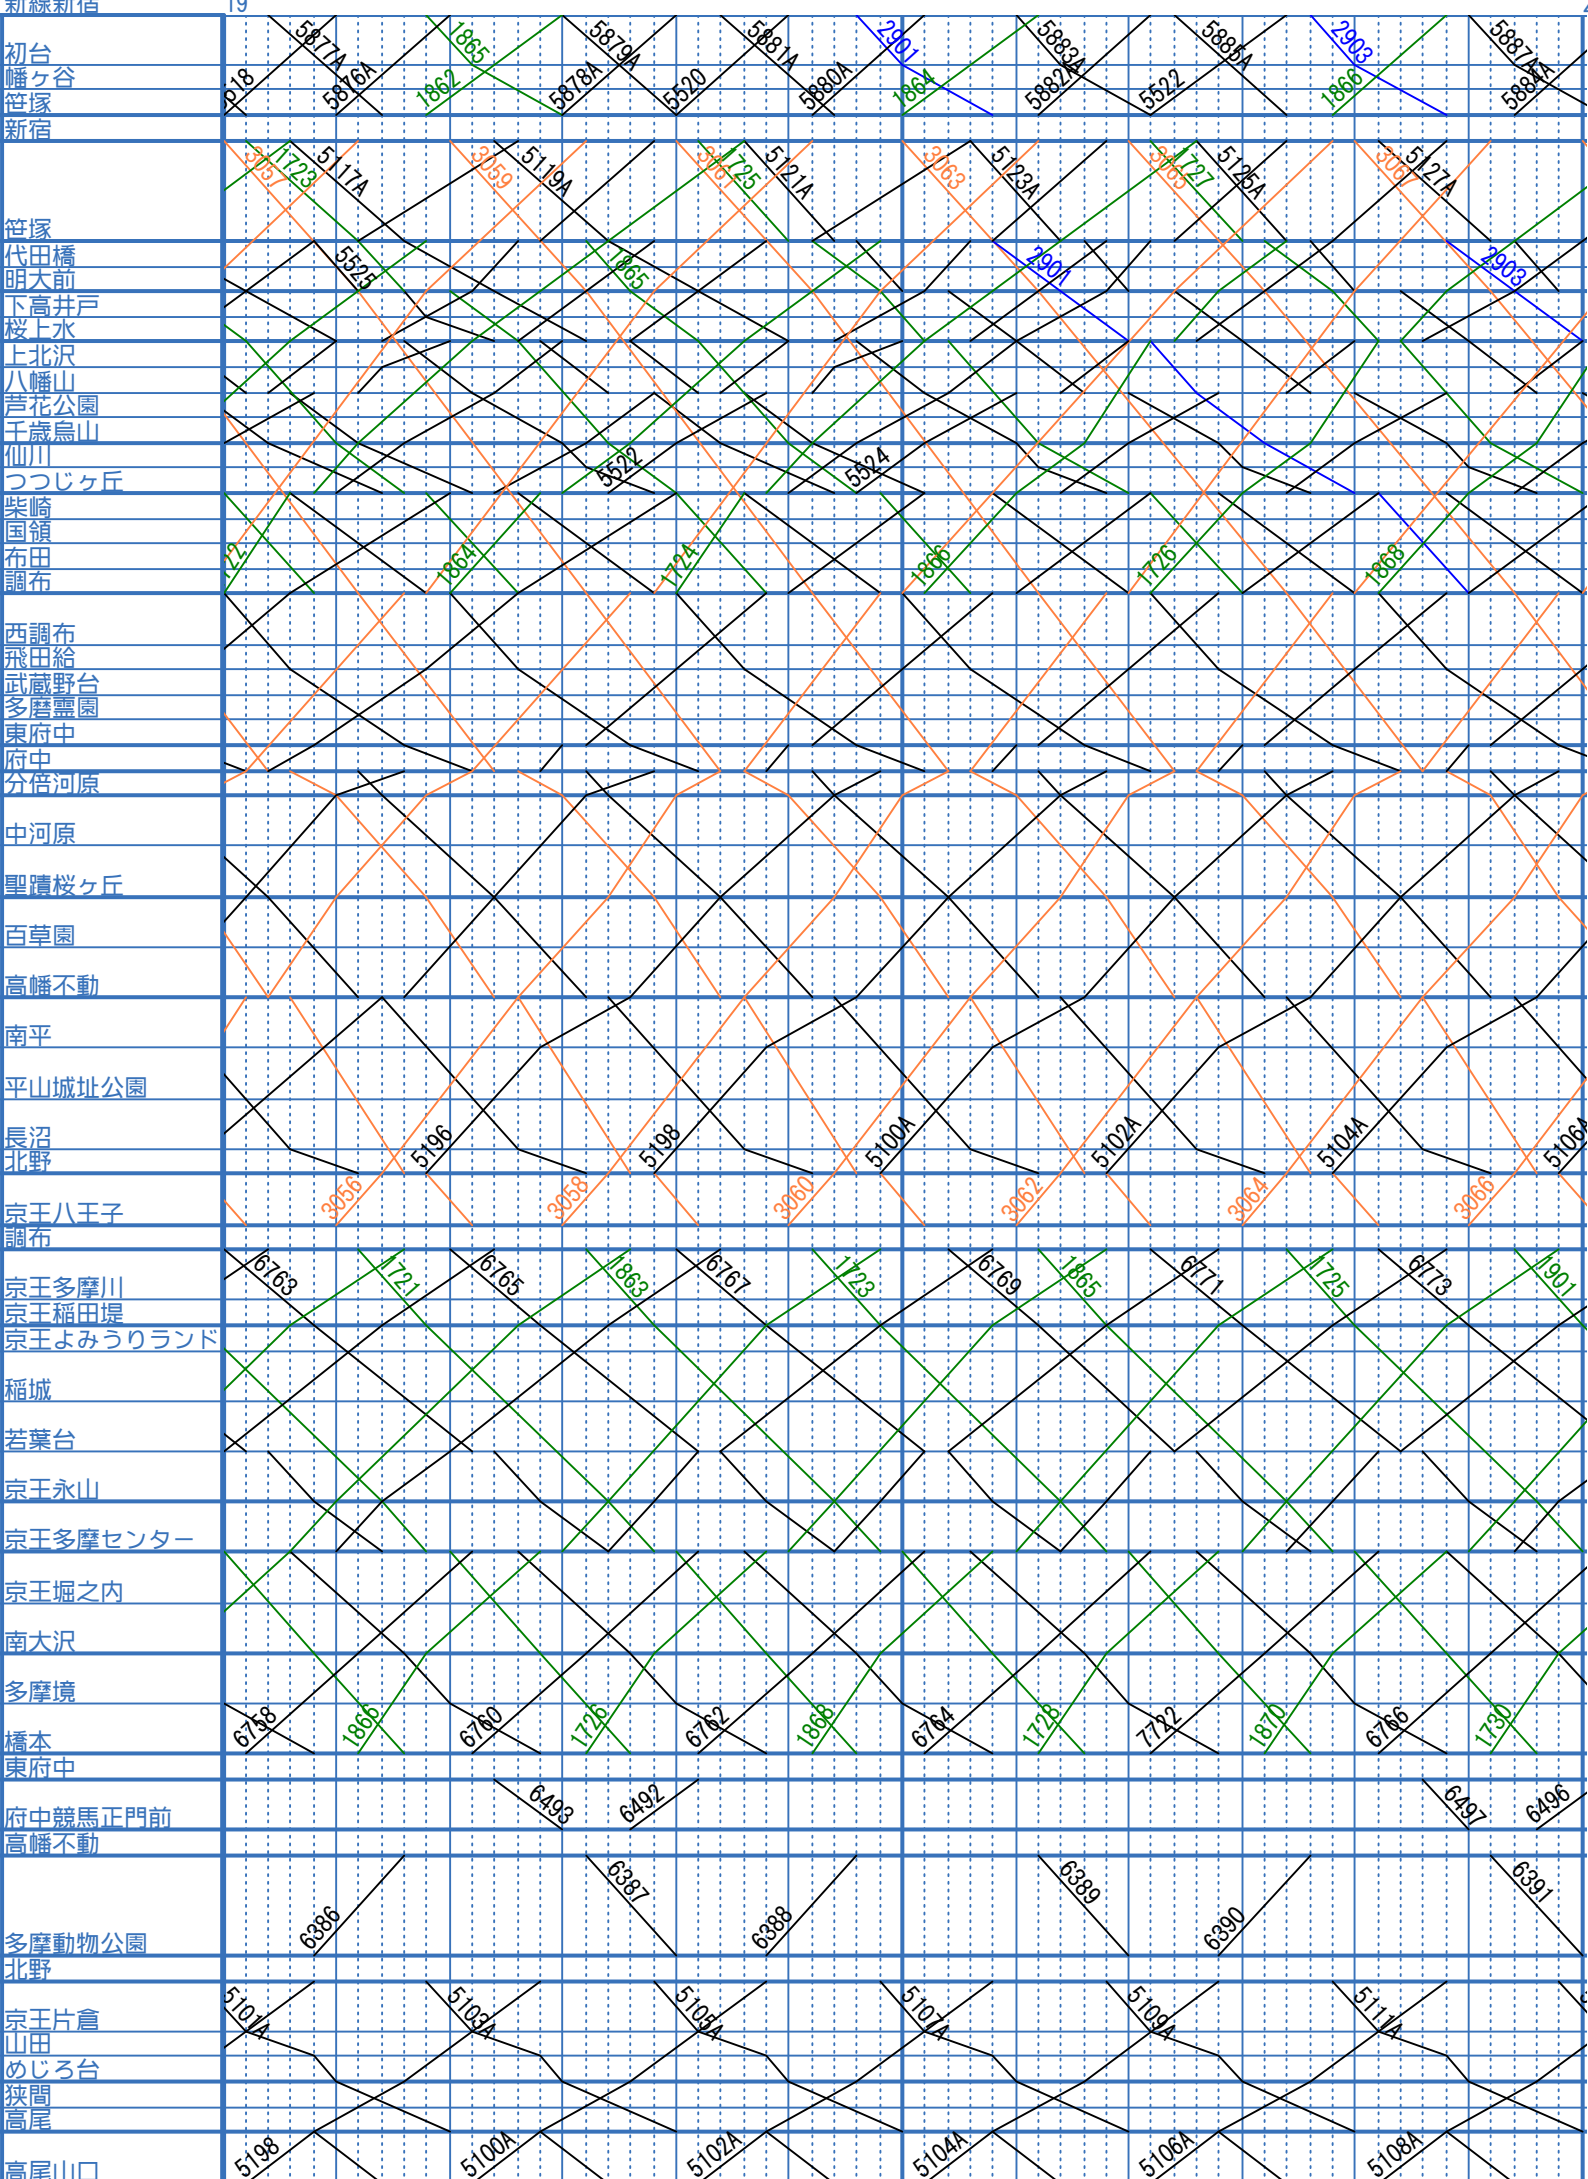 新線新宿 19
初台 5877A 5876A 1865 1862 5879A 5878A 5520 5881A 5880A 2901 1864 5883A 5882A 5522 5885A 2903 1866 5887A 5884A
幡ヶ谷
笹塚
新宿
3057 1723 5117A 3059 5119A 3061 1725 5121A 3063 5123A 3065 1727 5125A 3067 5127A
笹塚
代田橋 5525 1865 2901 2903
明大前
下高井戸
桜上水
上北沢
八幡山
芦花公園
千歳烏山
仙川 5522 5524
つつじヶ丘
柴崎
国領
布田 1864 1724 1866 1726 1868
調布
西調布
飛田給
武蔵野台
多磨霊園
東府中
府中
分倍河原
中河原
聖蹟桜ヶ丘
百草園
高幡不動
南平
平山城址公園
長沼 5196 5198 5100A 5102A 5104A 5106A
北野
京王八王子 3056 3058 3060 3062 3064 3066
調布
京王多摩川 6763 1721 6765 1863 6767 1723 6769 1865 6771 1725 6773 1901
京王稲田堤
京王よみうりランド
稲城
若葉台
京王永山
京王多摩センター
京王堀之内
南大沢
多摩境
橋本 6758 1866 6760 1726 6762 1868 6764 1728 7722 1870 6766 1730
東府中
府中競馬正門前 6493 6492 6497 6496
高幡不動
6387 6389 6391
多摩動物公園 6386 6388 6390
北野
京王片倉 5101A 5103A 5105A 5107A 5109A 5111A
山田
めじろ台
狭間
高尾
高尾山口 5198 5100A 5102A 5104A 5106A 5108A